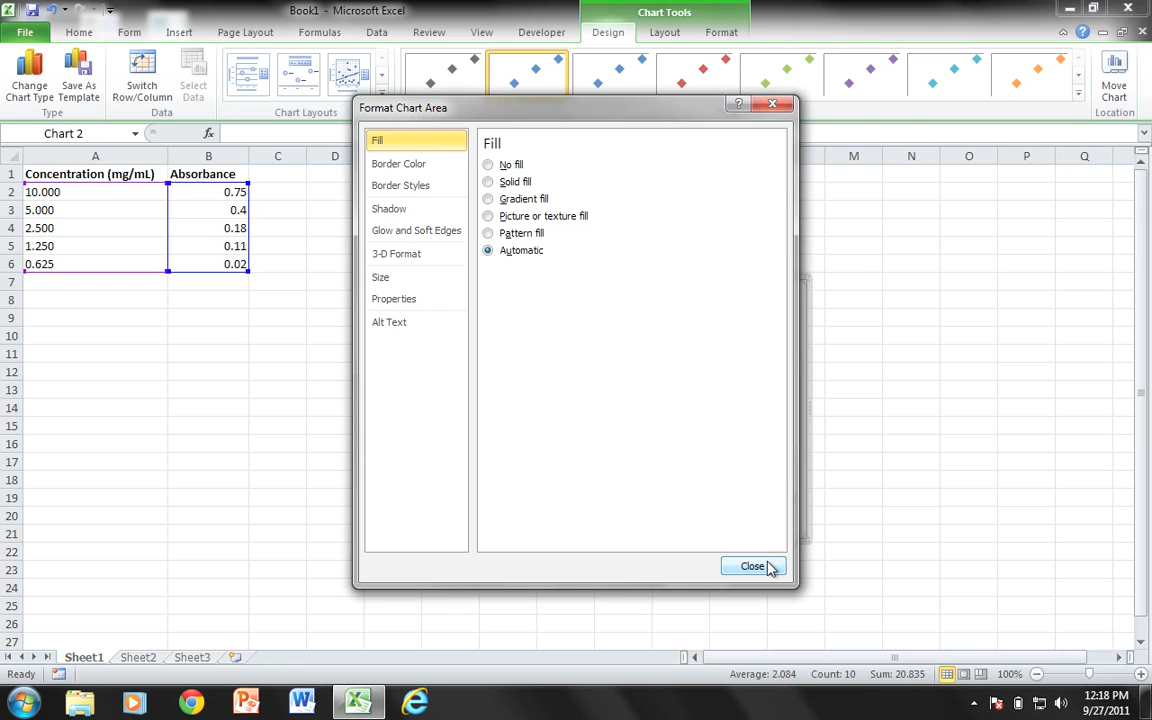 Book1 - Microsoft Excel
Chart Tools
File Home Form Insert Page Layout Formulas Data Review View Developer Design Layout Format
Change Chart Type
Save As Template
Switch Row/Column
Select Data
Move Chart
Type
Data
Chart Layouts
Location
Chart 2
fx
Format Chart Area
A B C D M N O P Q
1 Concentration (mg/mL) Absorbance
2 10.000 0.75
3 5.000 0.4
4 2.500 0.18
5 1.250 0.11
6 0.625 0.02
7
8
9
10
11
12
13
14
15
16
17
18
19
20
21
22
23
24
25
26
27
Fill
Border Color
Border Styles
Shadow
Glow and Soft Edges
3-D Format
Size
Properties
Alt Text
Fill
No fill
Solid fill
Gradient fill
Picture or texture fill
Pattern fill
Automatic
Close
Sheet1 Sheet2 Sheet3
Ready
Average: 2.084 Count: 10 Sum: 20.835
100%
12:18 PM
9/27/2011